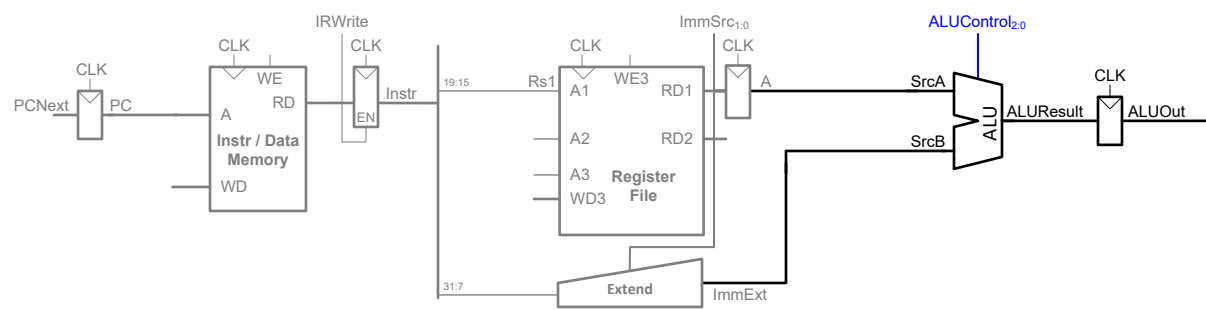 IRWrite
ImmSrc1:0
ALUControl2:0
CLK
CLK
CLK
CLK
CLK
CLK
WE
WE3
PCNext
PC
A
RD
EN
Instr
19:15
Rs1
A1
RD1
A
SrcA
ALU
ALUResult
ALUOut
Instr / Data
Memory
A2
RD2
SrcB
WD
A3
WD3
Register
File
31:7
Extend
ImmExt